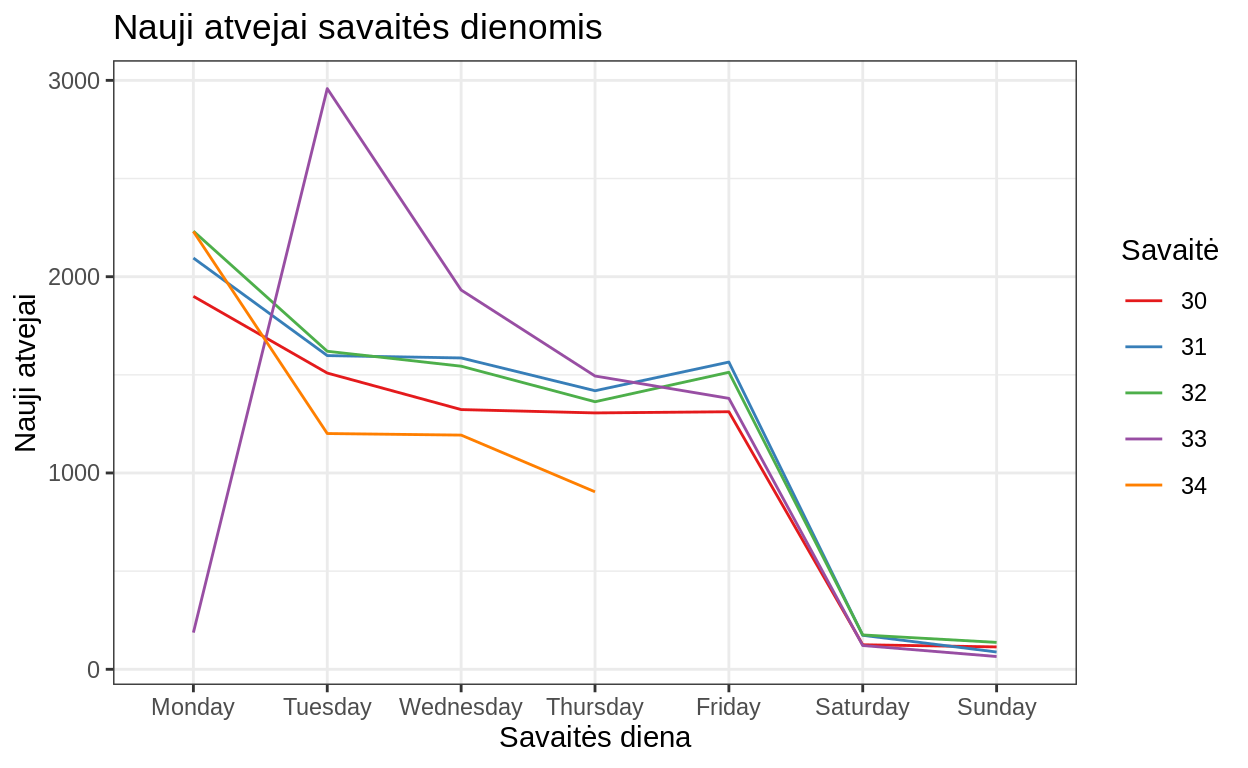 Nauji atvejai savaitės dienomis
3000
2000
1000
0
Nauji atvejai
Monday Tuesday Wednesday Thursday Friday Saturday Sunday
Savaitės diena
Savaitė
30
31
32
33
34